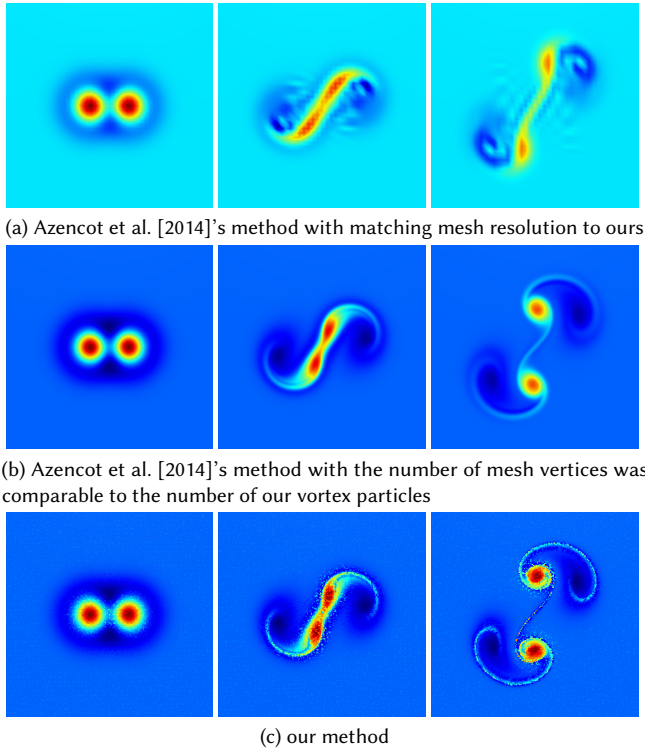 (a) Azencot et al. [2014]'s method with matching mesh resolution to ours
(b) Azencot et al. [2014]'s method with the number of mesh vertices was
comparable to the number of our vortex particles
(c) our method